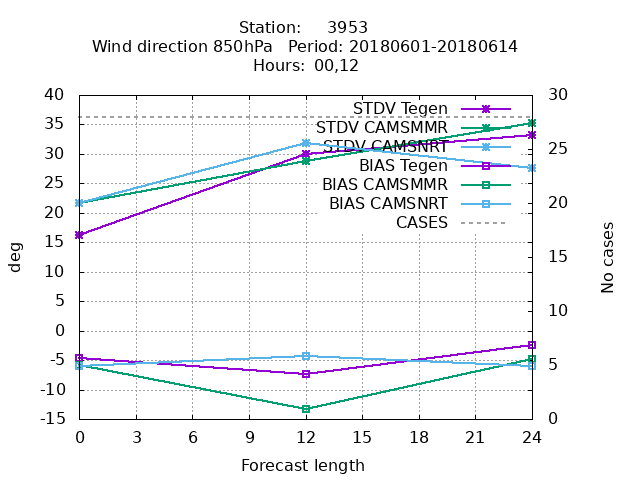 Station: 3953
Wind direction 850hPa Period: 20180601-20180614
Hours: 00,12
40
35
30
25
20
15
10
5
0
-5
-10
-15
deg
STDV Tegen
STDV CAMSMMR
STDV CAMSNRT
BIAS Tegen
BIAS CAMSMMR
BIAS CAMSNRT
CASES
30
25
20
15
10
5
0
No cases
0 3 6 9 12 15 18 21 24
Forecast length